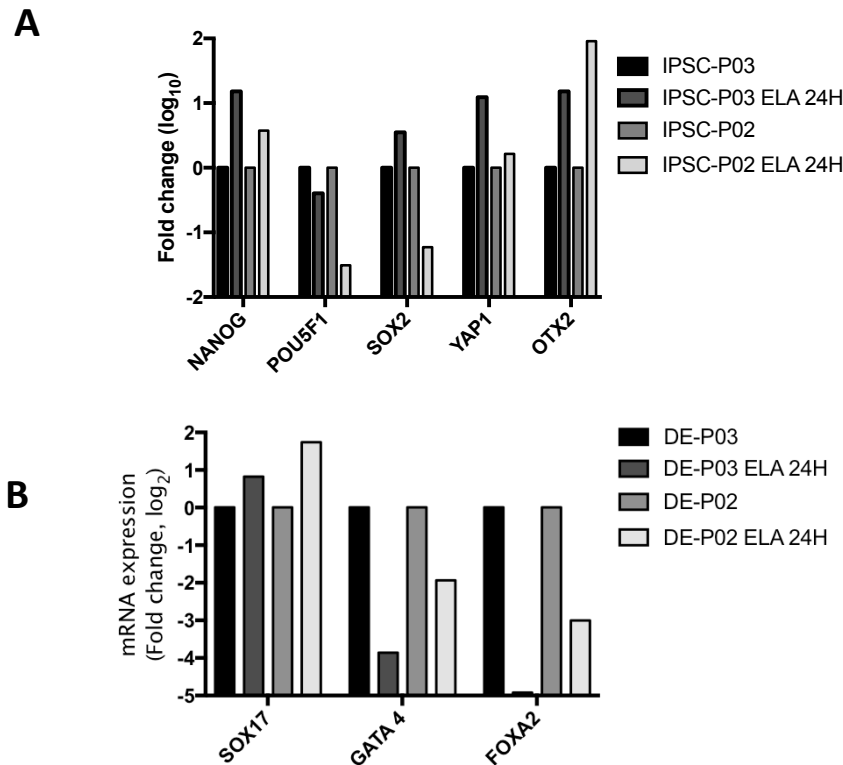 A
Fold change (log10)
2
1
0
-1
-2
NANOG
POU5F1
SOX2
YAP1
OTX2
IPSC-P03
IPSC-P03 ELA 24H
IPSC-P02
IPSC-P02 ELA 24H
B
mRNA expression
(Fold change, log2)
2
1
0
-1
-2
-3
-4
-5
SOX17
GATA 4
FOXA2
DE-P03
DE-P03 ELA 24H
DE-P02
DE-P02 ELA 24H